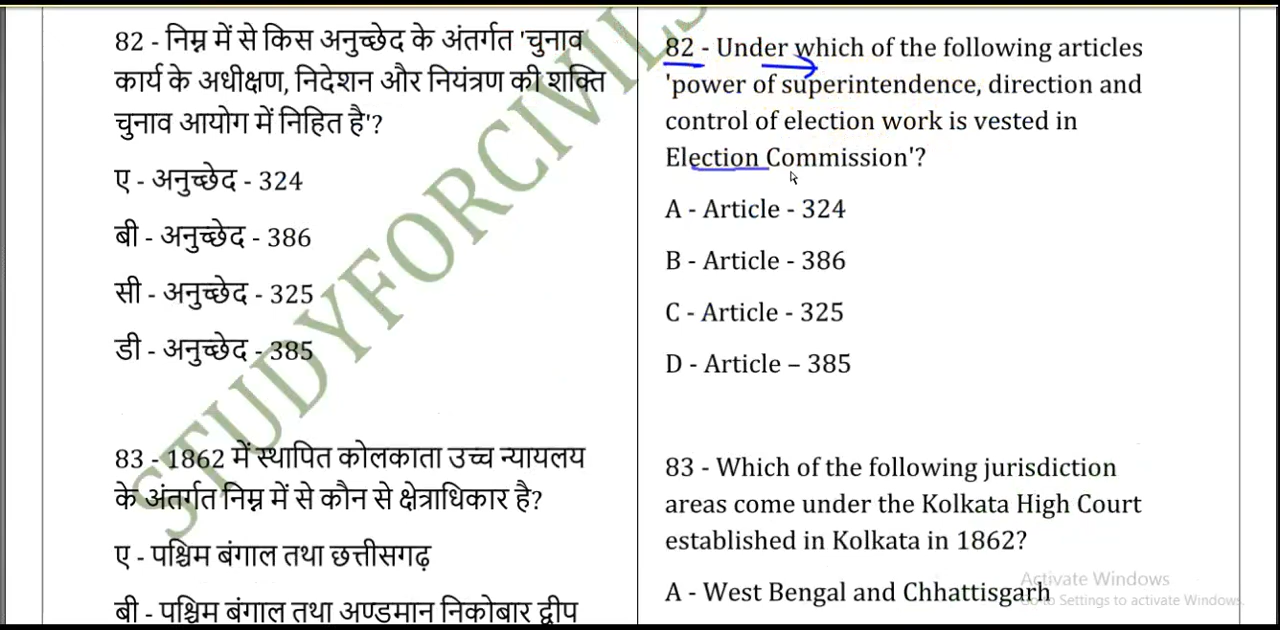 82 - निम्न में से किस अनुच्छेद के अंतर्गत 'चुनाव
कार्य के अधीक्षण, निदेशन और नियंत्रण की शक्ति
चुनाव आयोग में निहित है'?
ए - अनुच्छेद - 324
बी - अनुच्छेद - 386
सी - अनुच्छेद - 325
डी - अनुच्छेद - 385
83 - 1862 में स्थापित कोलकाता उच्च न्यायलय
के अंतर्गत निम्न में से कौन से क्षेत्राधिकार है?
ए - पश्चिम बंगाल तथा छत्तीसगढ़
बी - पश्चिम बंगाल तथा अण्डमान निकोबार द्वीप
82 - Under which of the following articles
'power of superintendence, direction and
control of election work is vested in
Election Commission'?
A - Article - 324
B - Article - 386
C - Article - 325
D - Article – 385
83 - Which of the following jurisdiction
areas come under the Kolkata High Court
established in Kolkata in 1862?
A - West Bengal and Chhattisgarh
STUDYFORCIVILS
Activate Windows
Go to Settings to activate Windows.